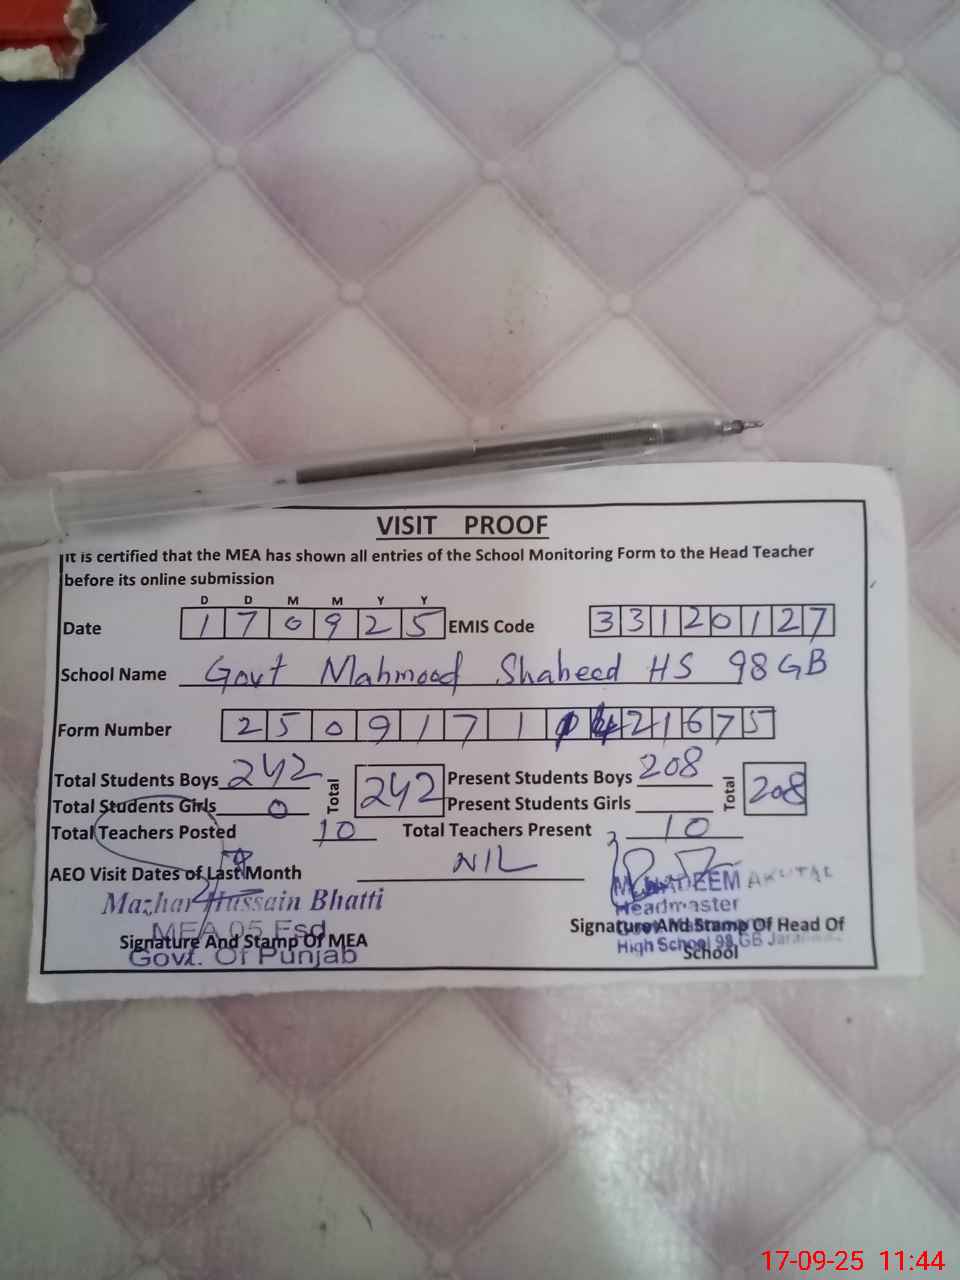 VISIT PROOF
It is certified that the MEA has shown all entries of the School Monitoring Form to the Head Teacher
before its online submission
D D M M Y Y
Date 1 7 0 9 2 5 EMIS Code 3 3 1 2 0 1 2 7
School Name Govt Mahmood Shaheed HS 98 GB
Form Number 2 5 0 9 1 7 1 2 1 6 7 5
Total Students Boys 242 Total 242 Present Students Boys 208 Total 208
Total Students Girls 0 Present Students Girls
Total Teachers Posted 10 Total Teachers Present 10
AEO Visit Dates of Last Month NIL
Mazhar Hussain Bhatti
MEA 05 Fsd
Signature And Stamp Of MEA
Govt. Of Punjab
NADEEM
Headmaster
Signature And Stamp Of Head Of
School
High School 98 GB
17-09-25 11:44